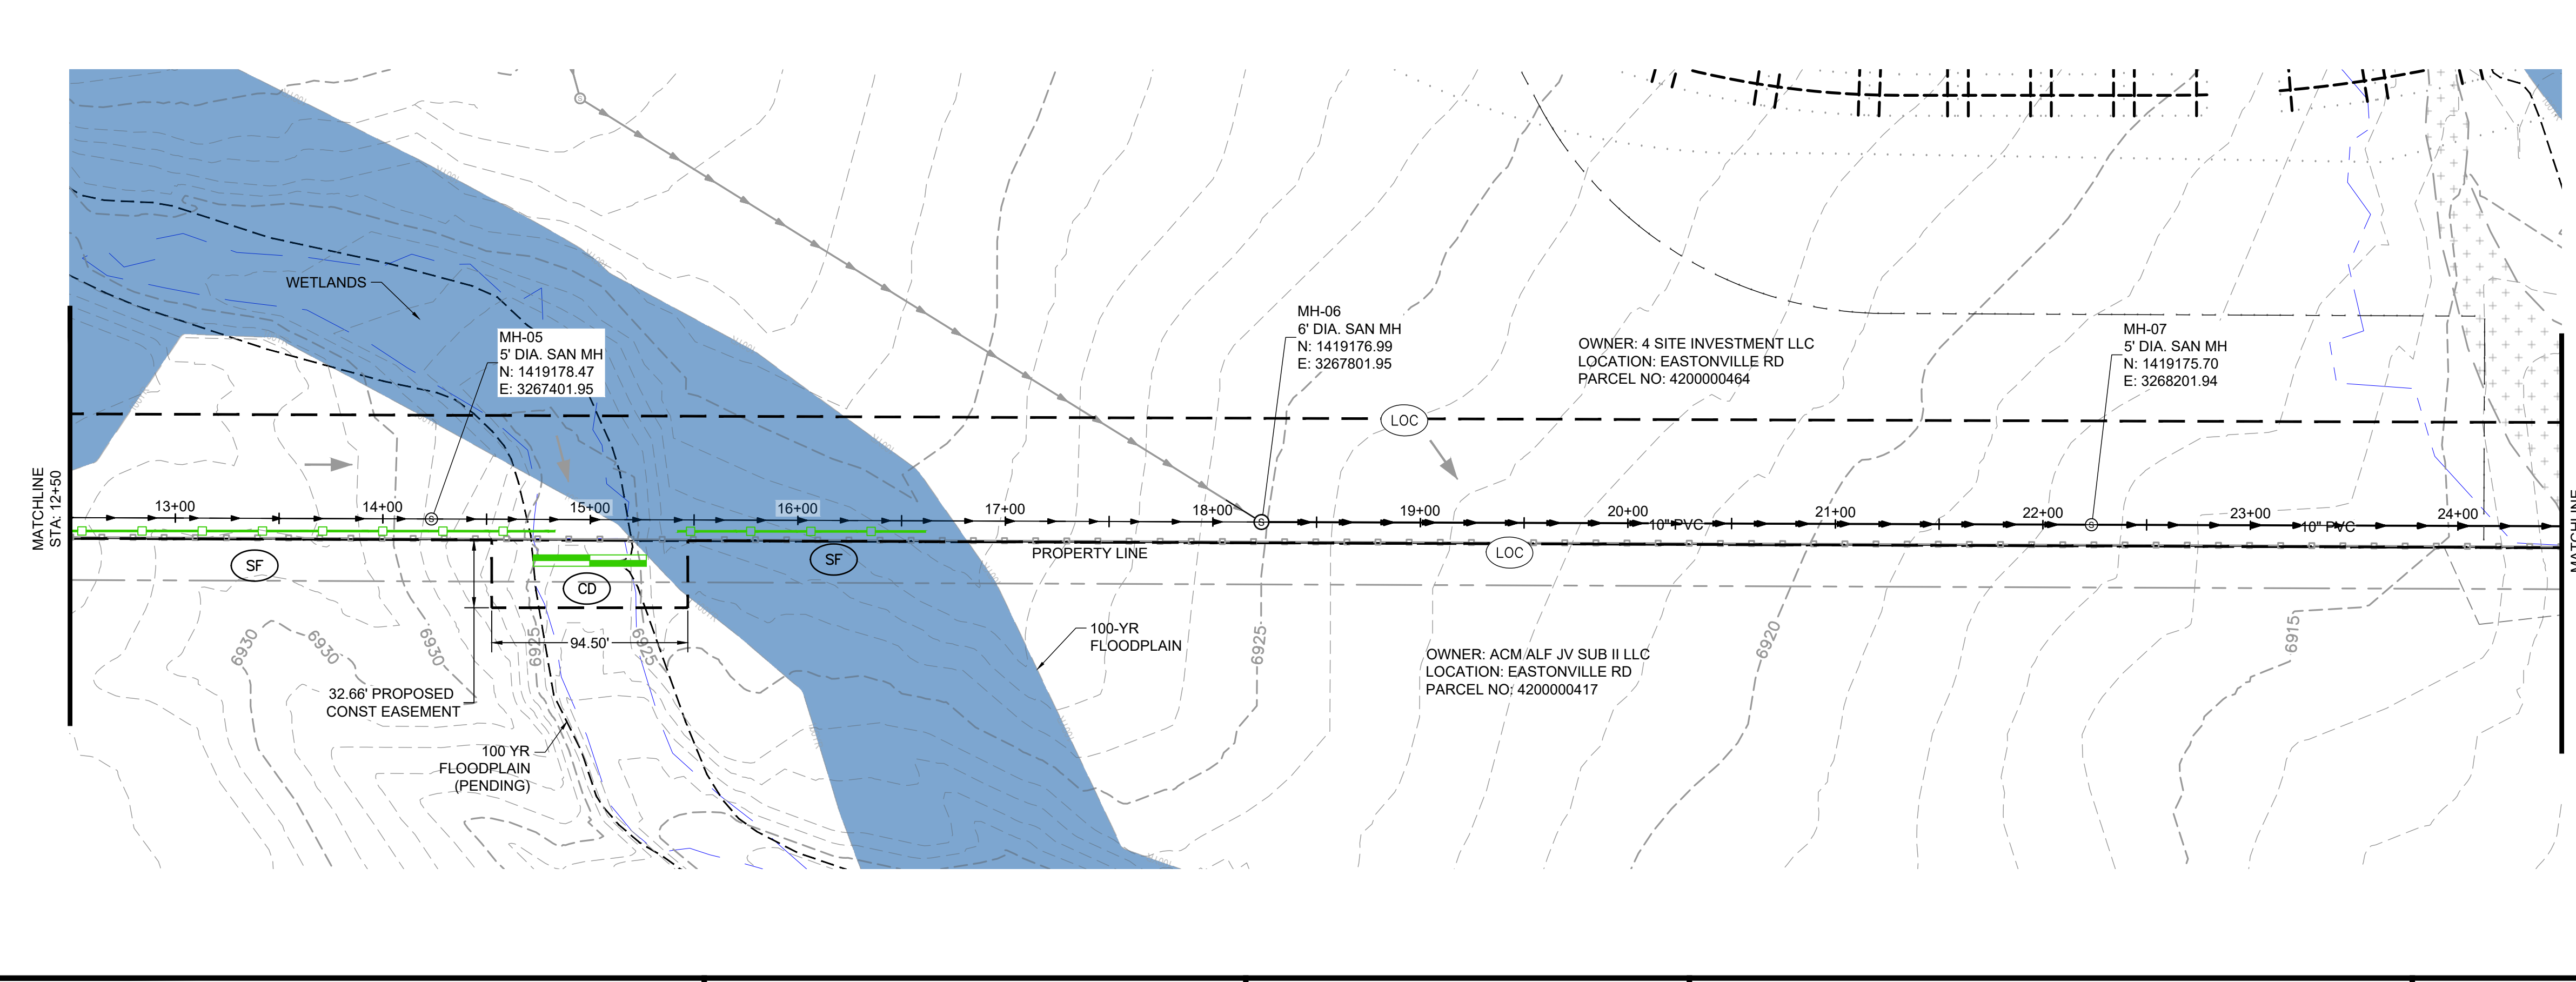 WETLANDS
MH-05
5' DIA. SAN MH
N: 1419178.47
E: 3267401.95
MH-06
6' DIA. SAN MH
N: 1419176.99
E: 3267801.95
OWNER: 4 SITE INVESTMENT LLC
LOCATION: EASTONVILLE RD
PARCEL NO: 4200000464
MH-07
5' DIA. SAN MH
N: 1419175.70
E: 3268201.94
LOC
MATCHLINE
STA: 12+50
13+00
14+00
15+00
16+00
17+00
18+00
19+00
20+00
21+00
22+00
23+00
24+00
S
S
S
S
10" PVC
10" PVC
MATCHLINE
PROPERTY LINE
LOC
SF
CD
SF
94.50'
32.66' PROPOSED
CONST EASEMENT
100 YR
FLOODPLAIN
(PENDING)
100-YR
FLOODPLAIN
OWNER: ACM ALF JV SUB II LLC
LOCATION: EASTONVILLE RD
PARCEL NO: 4200000417
6930
6930
6930
6925
6925
6925
6920
6915